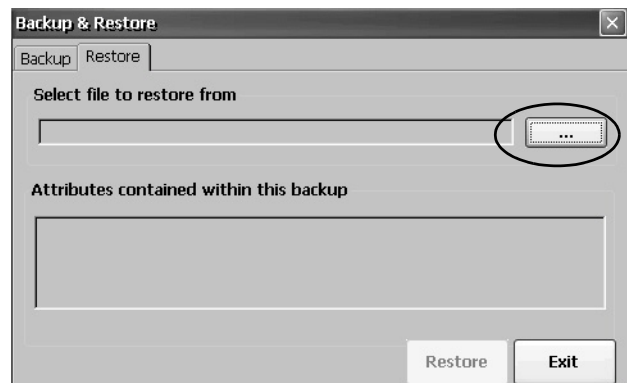 Backup & Restore
Backup Restore
Select file to restore from
...
Attributes contained within this backup
Restore Exit